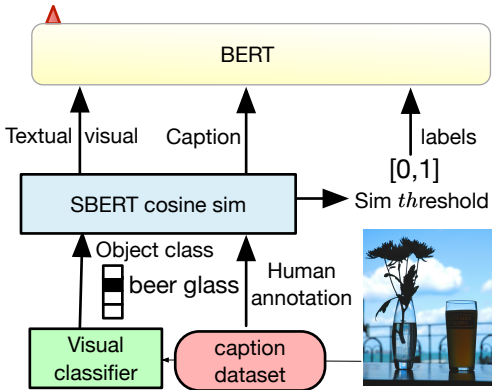 BERT
Textual visual
Caption
labels
[0,1]
SBERT cosine sim
Sim threshold
Object class
beer glass
Human
annotation
Visual
classifier
caption
dataset